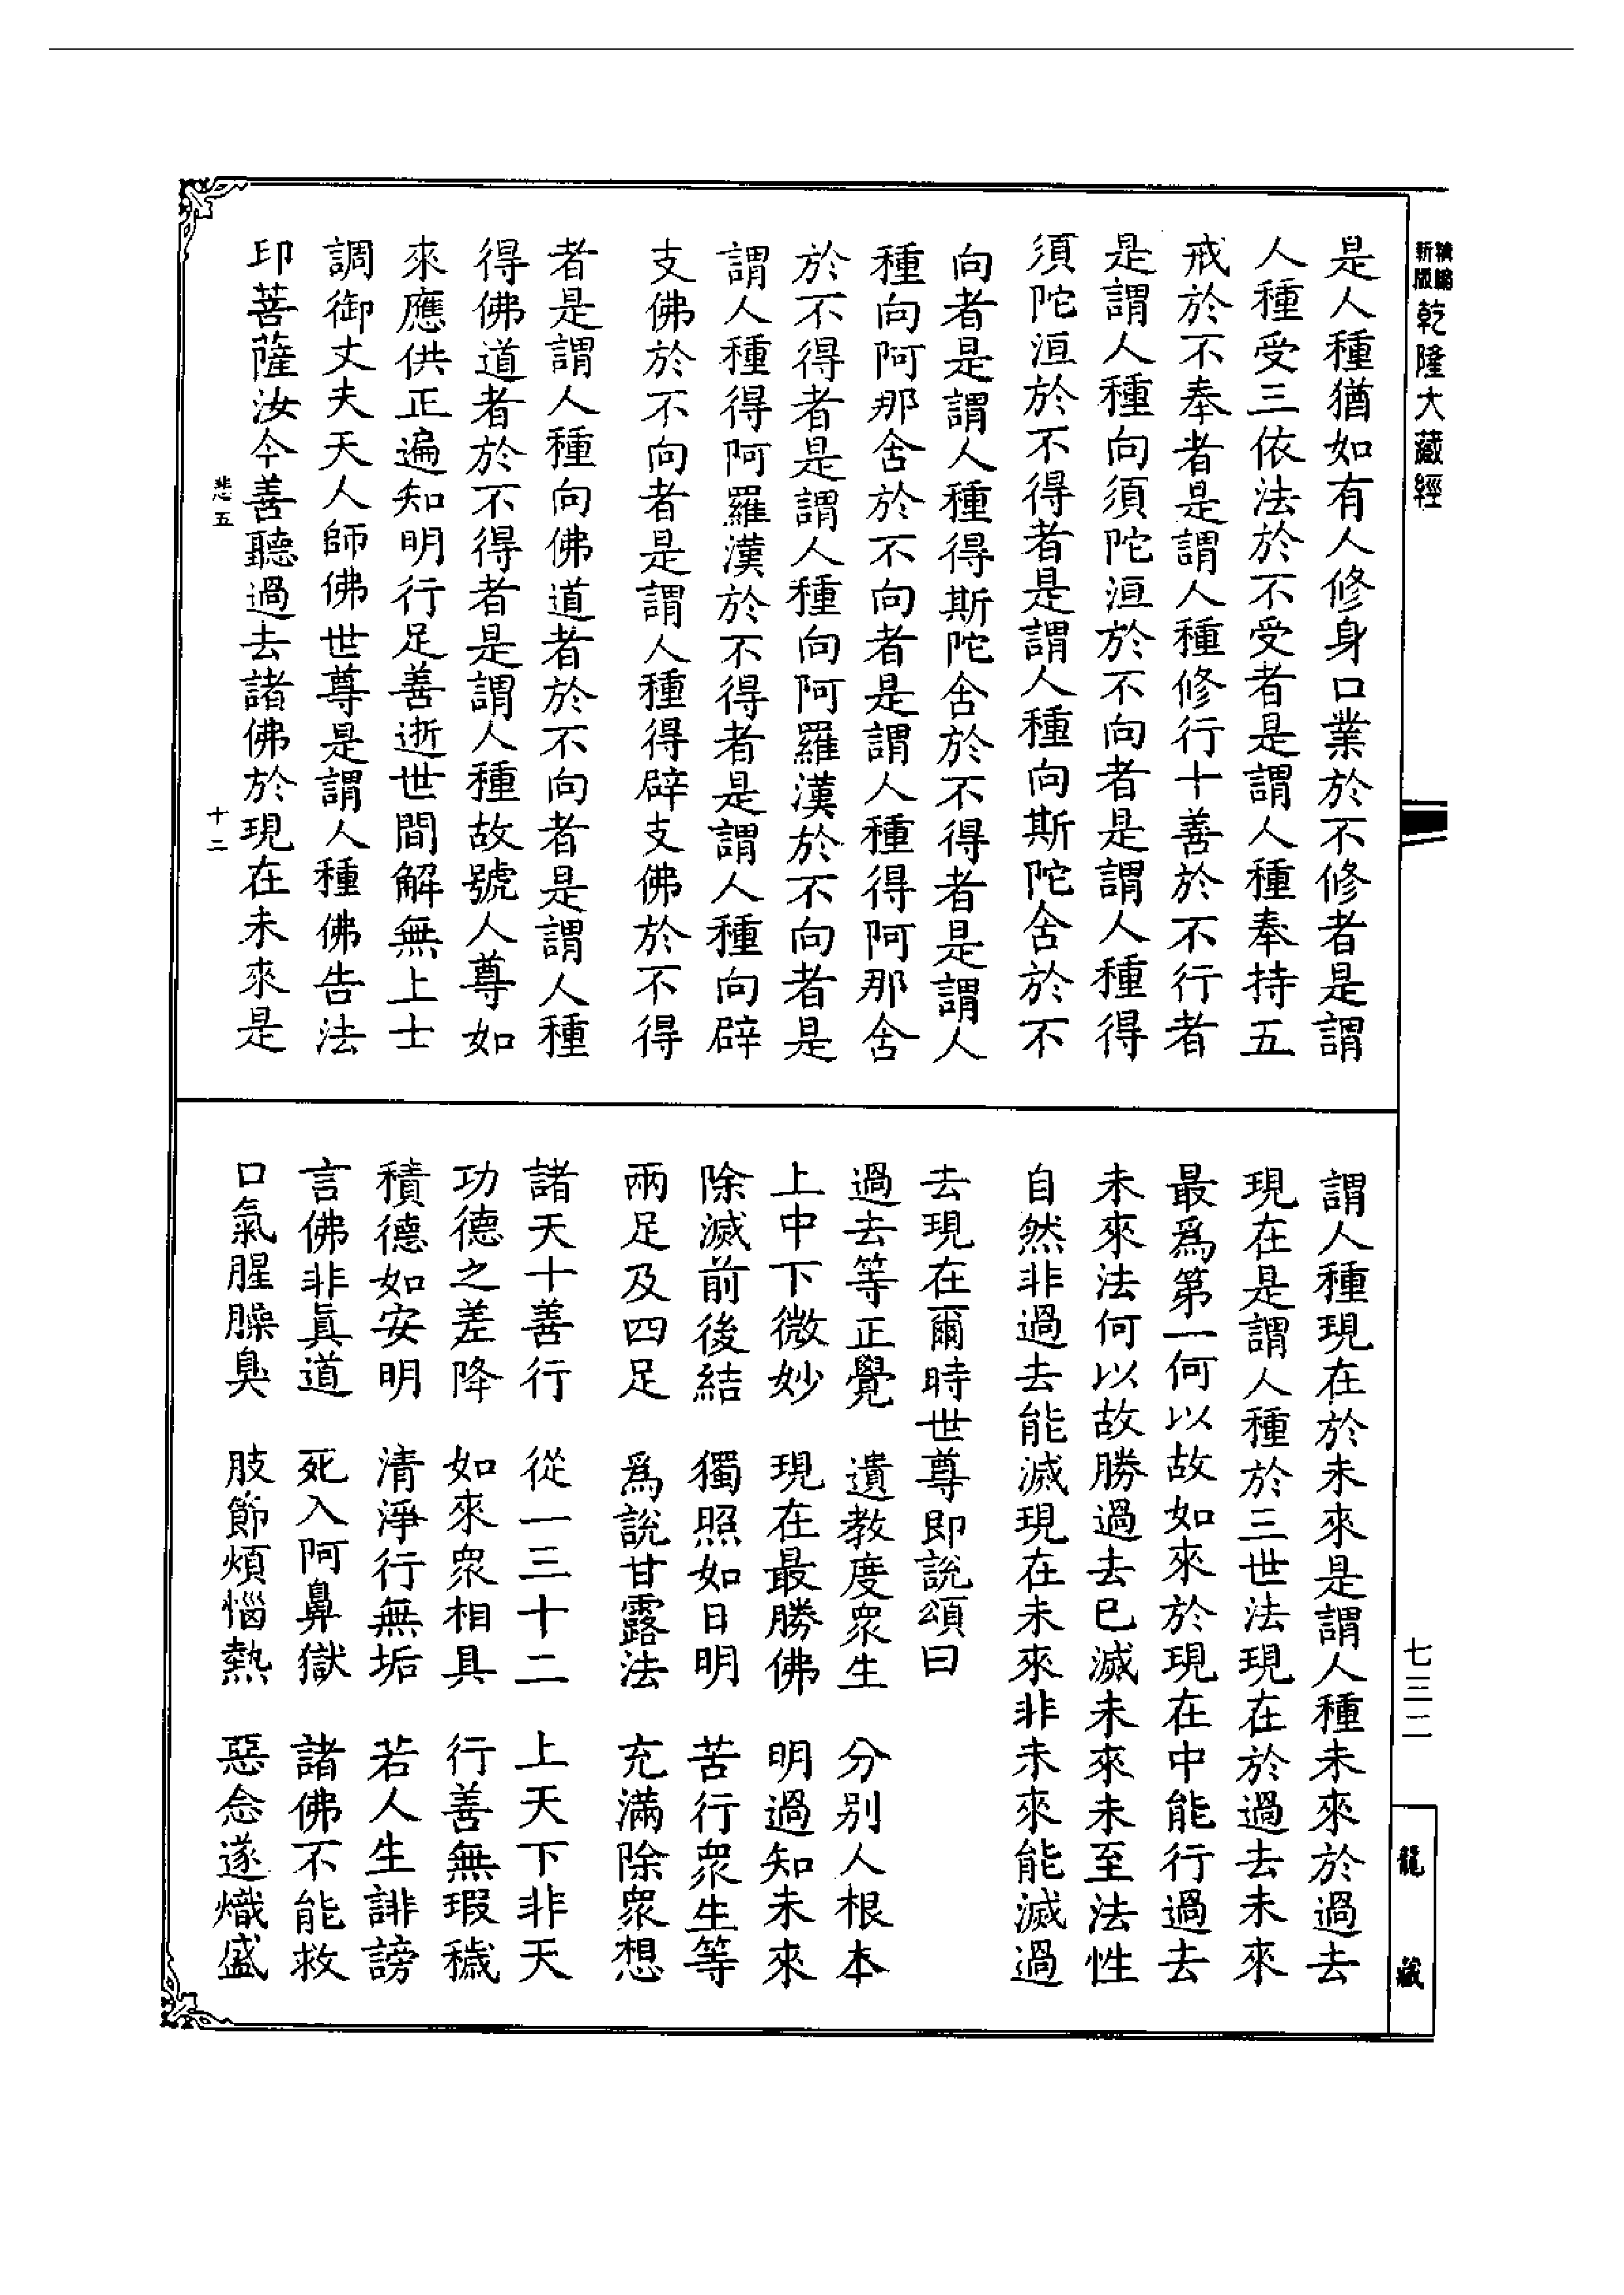 新版精縮乾隆大藏經
是人種猶如有人修身口業於不修者是謂
人種受三依法於不受者是謂人種奉持五
戒於不奉者是謂人種修行十善於不行者
是謂人種向須陀洹於不向者是謂人種得
須陀洹於不得者是謂人種向斯陀含於不
向者是謂人種得斯陀含於不得者是謂人
種向阿那含於不向者是謂人種得阿那含
於不得者是謂人種向阿羅漢於不向者是
謂人種得阿羅漢於不得者是謂人種向辟
支佛於不向者是謂人種得辟支佛於不得
者是謂人種向佛道者於不向者是謂人種
得佛道者於不得者是謂人種故號人尊如
來應供正遍知明行足善逝世間解無上士
調御丈夫天人師佛世尊是謂人種佛告法
印菩薩汝今善聽過去諸佛於現在未來是
悲五
十二
謂人種現在於未來是謂人種未來於過去
現在是謂人種於三世法現在於過去未來
最爲第一何以故如來於現在中能行過去
未來法何以故勝過去已滅未來未至法性
自然非過去能滅現在未來非未來能滅過
去現在爾時世尊即說頌曰
過去等正覺 遺教度衆生 分別人根本
上中下微妙 現在最勝佛 明過知未來
除滅前後結 獨照如日明 苦行衆生等
兩足及四足 爲說甘露法 充滿除衆想
諸天十善行 從一三十二 上天下非天
功德之差降 如來衆相具 行善無瑕穢
積德如安明 清淨行無垢 若人生誹謗
言佛非眞道 死入阿鼻獄 諸佛不能救
口氣腥臊臭 肢節煩惱熱 惡念遂熾盛
七三二
龍藏